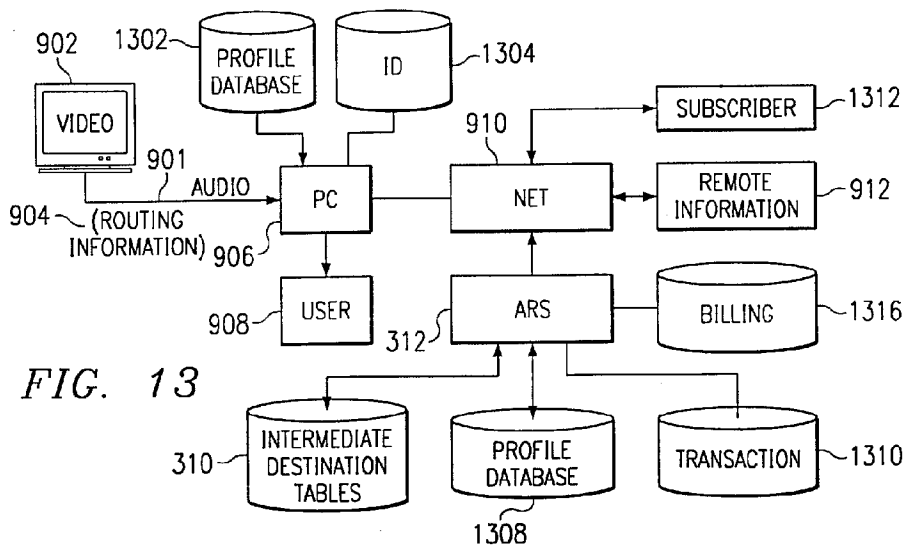 1302
PROFILE
DATABASE
ID
1304
902
VIDEO
901
AUDIO
904
(ROUTING
INFORMATION)
PC
906
910
NET
SUBSCRIBER
1312
REMOTE
INFORMATION
912
USER
908
ARS
312
BILLING
1316
FIG. 13
310
INTERMEDIATE
DESTINATION
TABLES
PROFILE
DATABASE
1308
TRANSACTION
1310